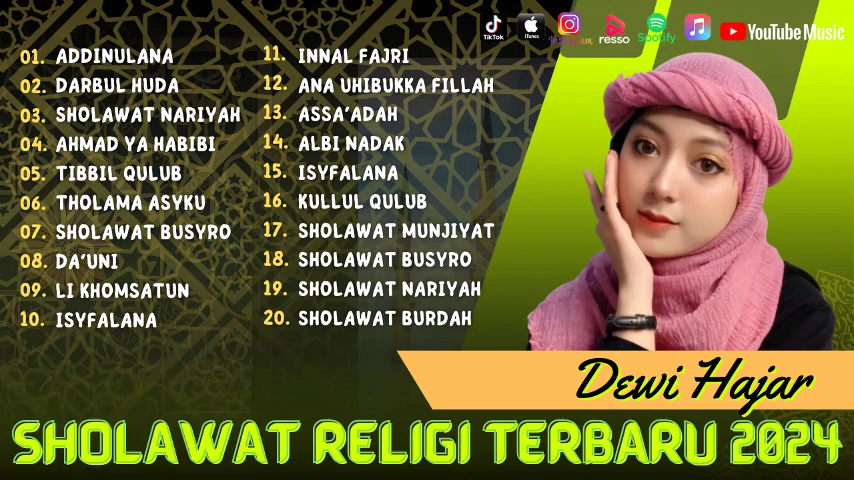 TikTok
iTunes
Instagram
resso
Spotify
YouTube Music
01. ADDINULANA
02. DARBUL HUDA
03. SHOLAWAT NARIYAH
04. AHMAD YA HABIBI
05. TIBBIL QULUB
06. THOLAMA ASYKU
07. SHOLAWAT BUSYRO
08. DA'UNI
09. LI KHOMSATUN
10. ISYFALANA
11. INNAL FAJRI
12. ANA UHIBUKKA FILLAH
13. ASSA'ADAH
14. ALBI NADAK
15. ISYFALANA
16. KULLUL QULUB
17. SHOLAWAT MUNJIYAT
18. SHOLAWAT BUSYRO
19. SHOLAWAT NARIYAH
20. SHOLAWAT BURDAH
Dewi Hajar
SHOLAWAT RELIGI TERBARU 2024